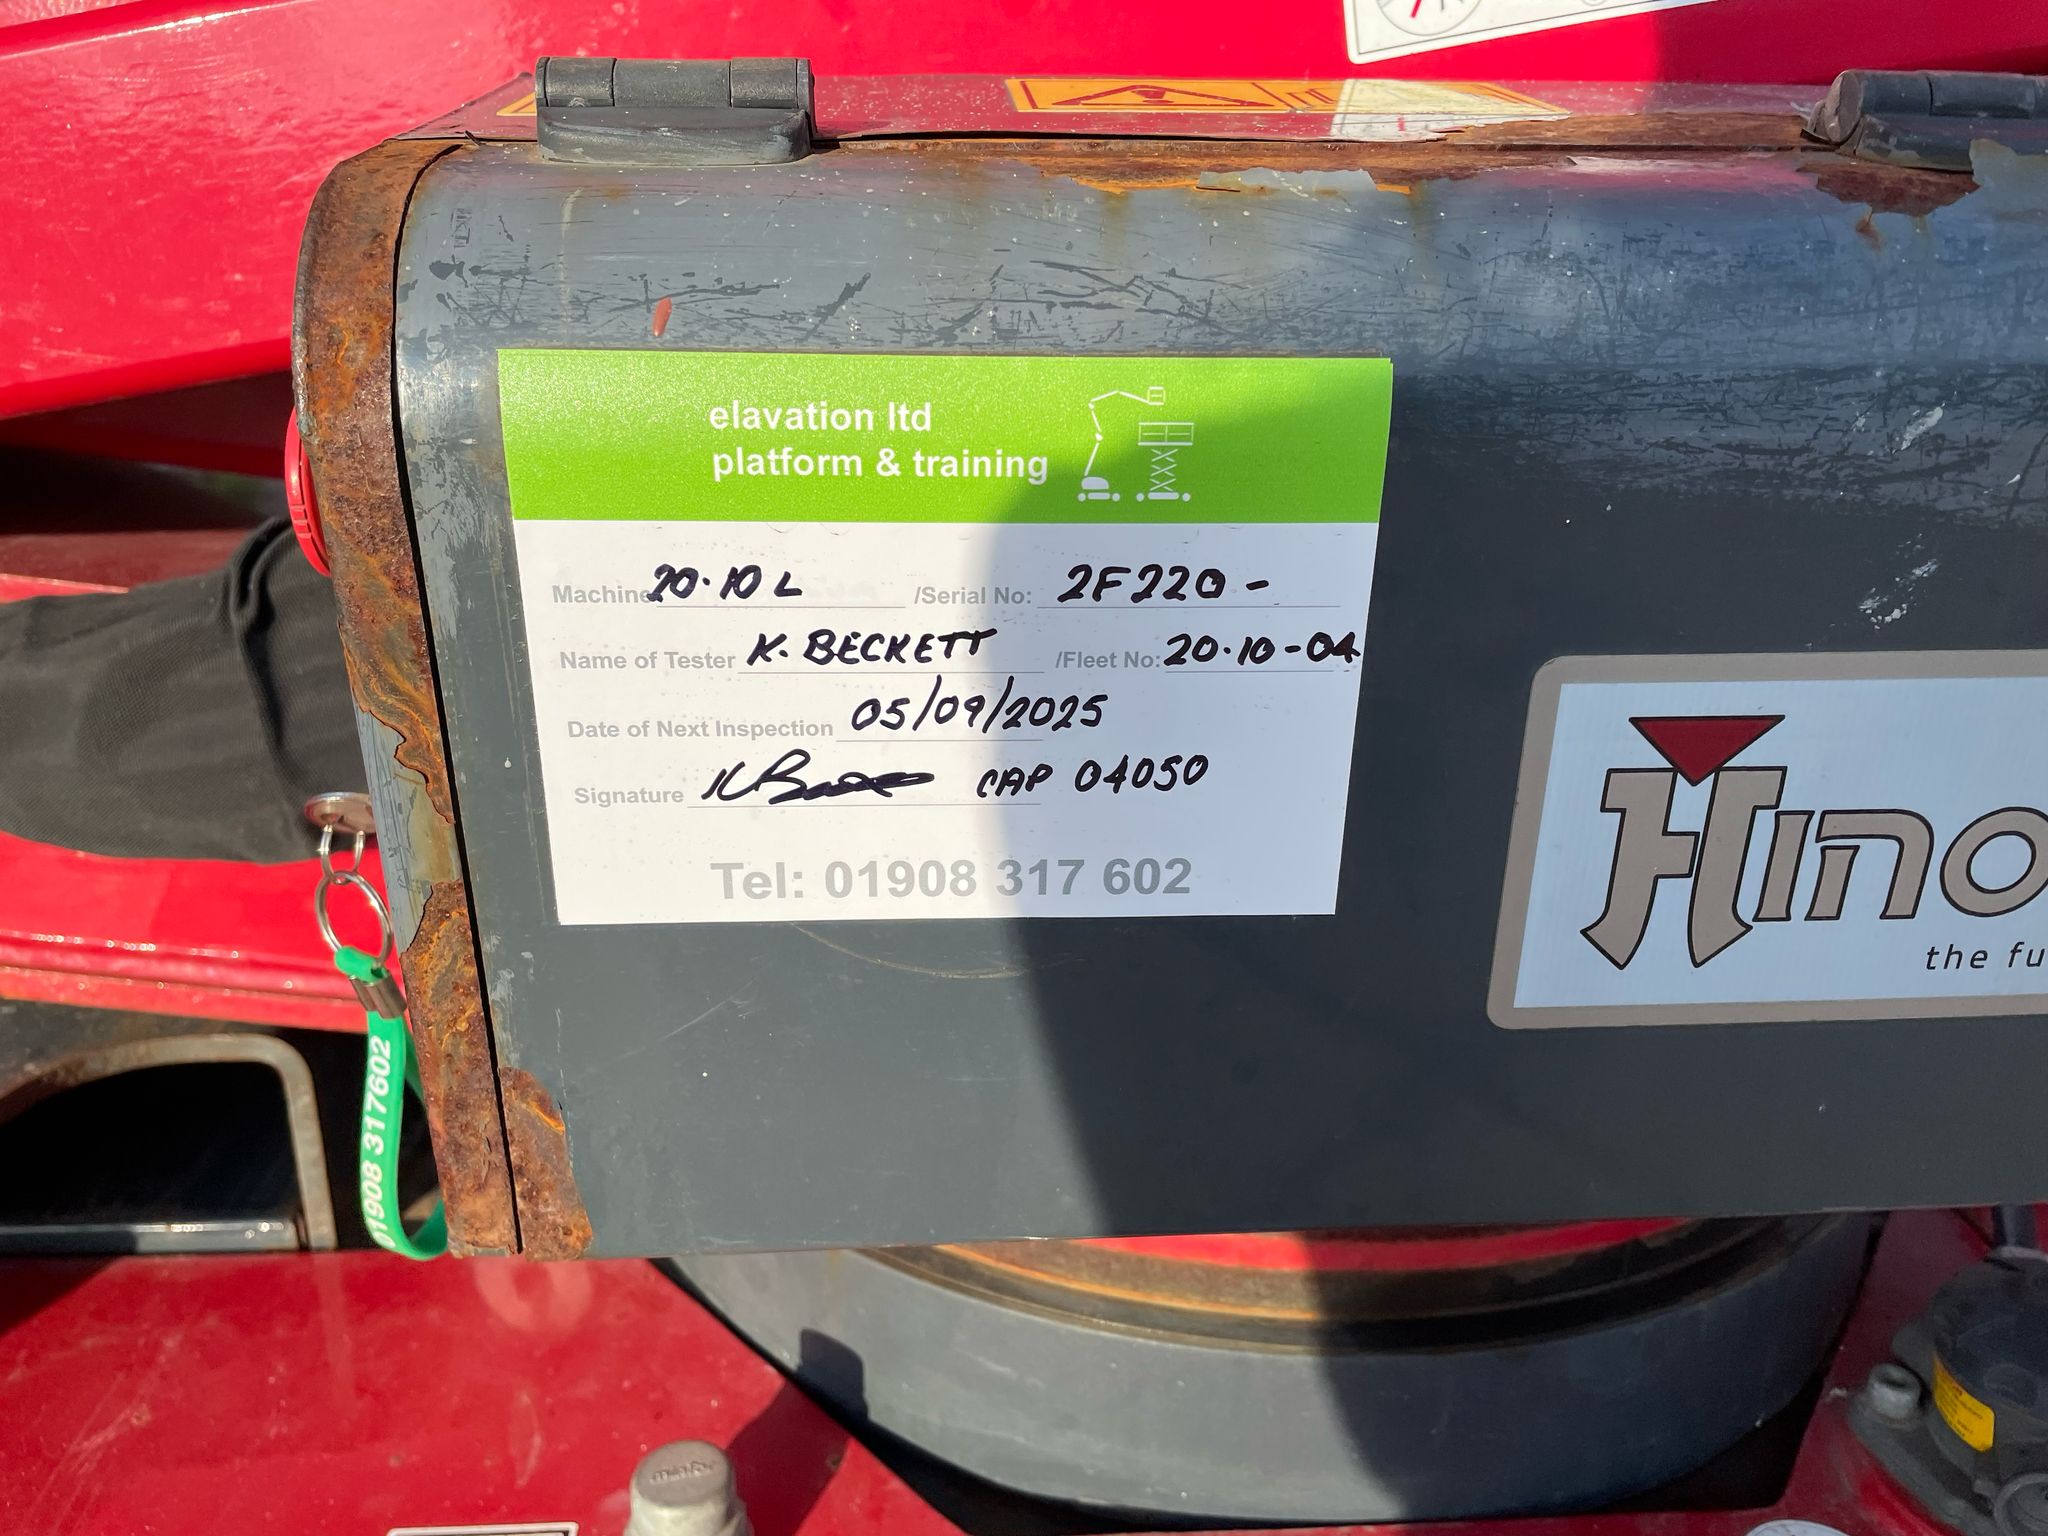 elavation ltd
platform & training
Machine 20.10 L /Serial No: 2F220-
Name of Tester K. BECKETT /Fleet No: 20.10-04
Date of Next Inspection 05/09/2025
Signature CAP 04050
Tel: 01908 317 602
HINO
the fu
01908 317602